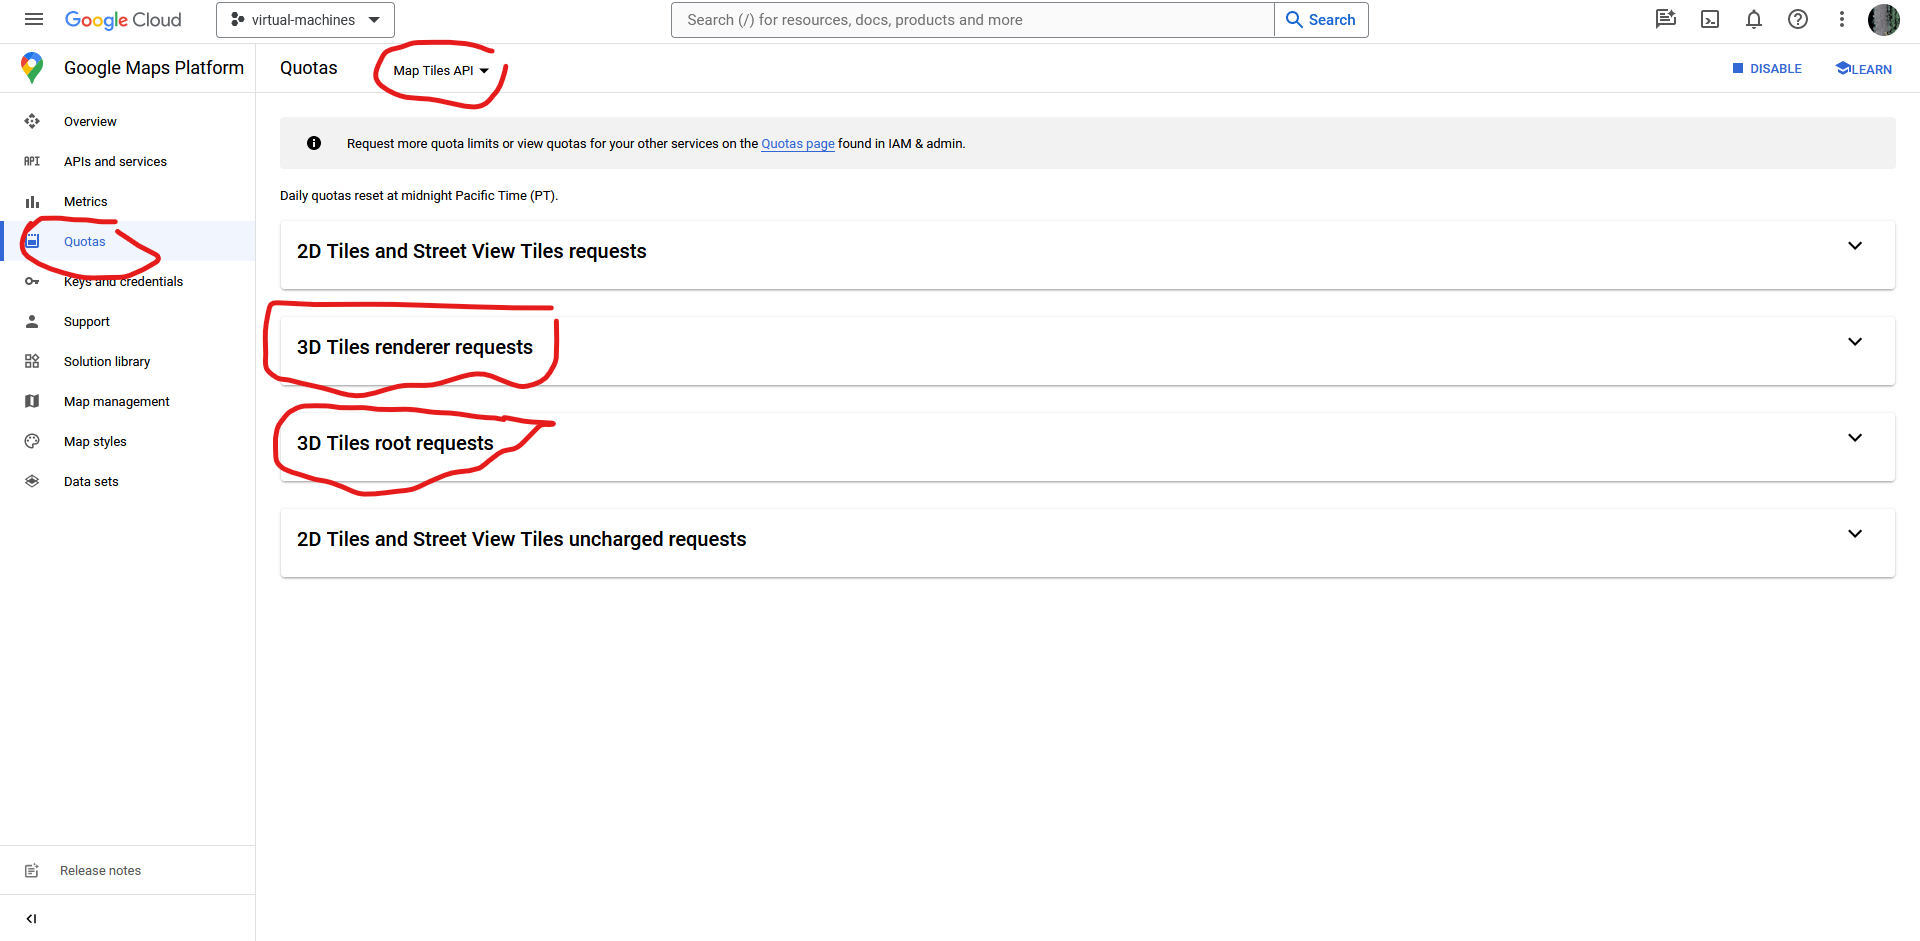 Google Cloud
virtual-machines
Search (/) for resources, docs, products and more
Search
Google Maps Platform
Quotas
Map Tiles API
DISABLE
LEARN
Overview
API
APIs and services
Metrics
Quotas
Keys and credentials
Support
Solution library
Map management
Map styles
Data sets
Release notes
Request more quota limits or view quotas for your other services on the Quotas page found in IAM & admin.
Daily quotas reset at midnight Pacific Time (PT).
2D Tiles and Street View Tiles requests
3D Tiles renderer requests
3D Tiles root requests
2D Tiles and Street View Tiles uncharged requests